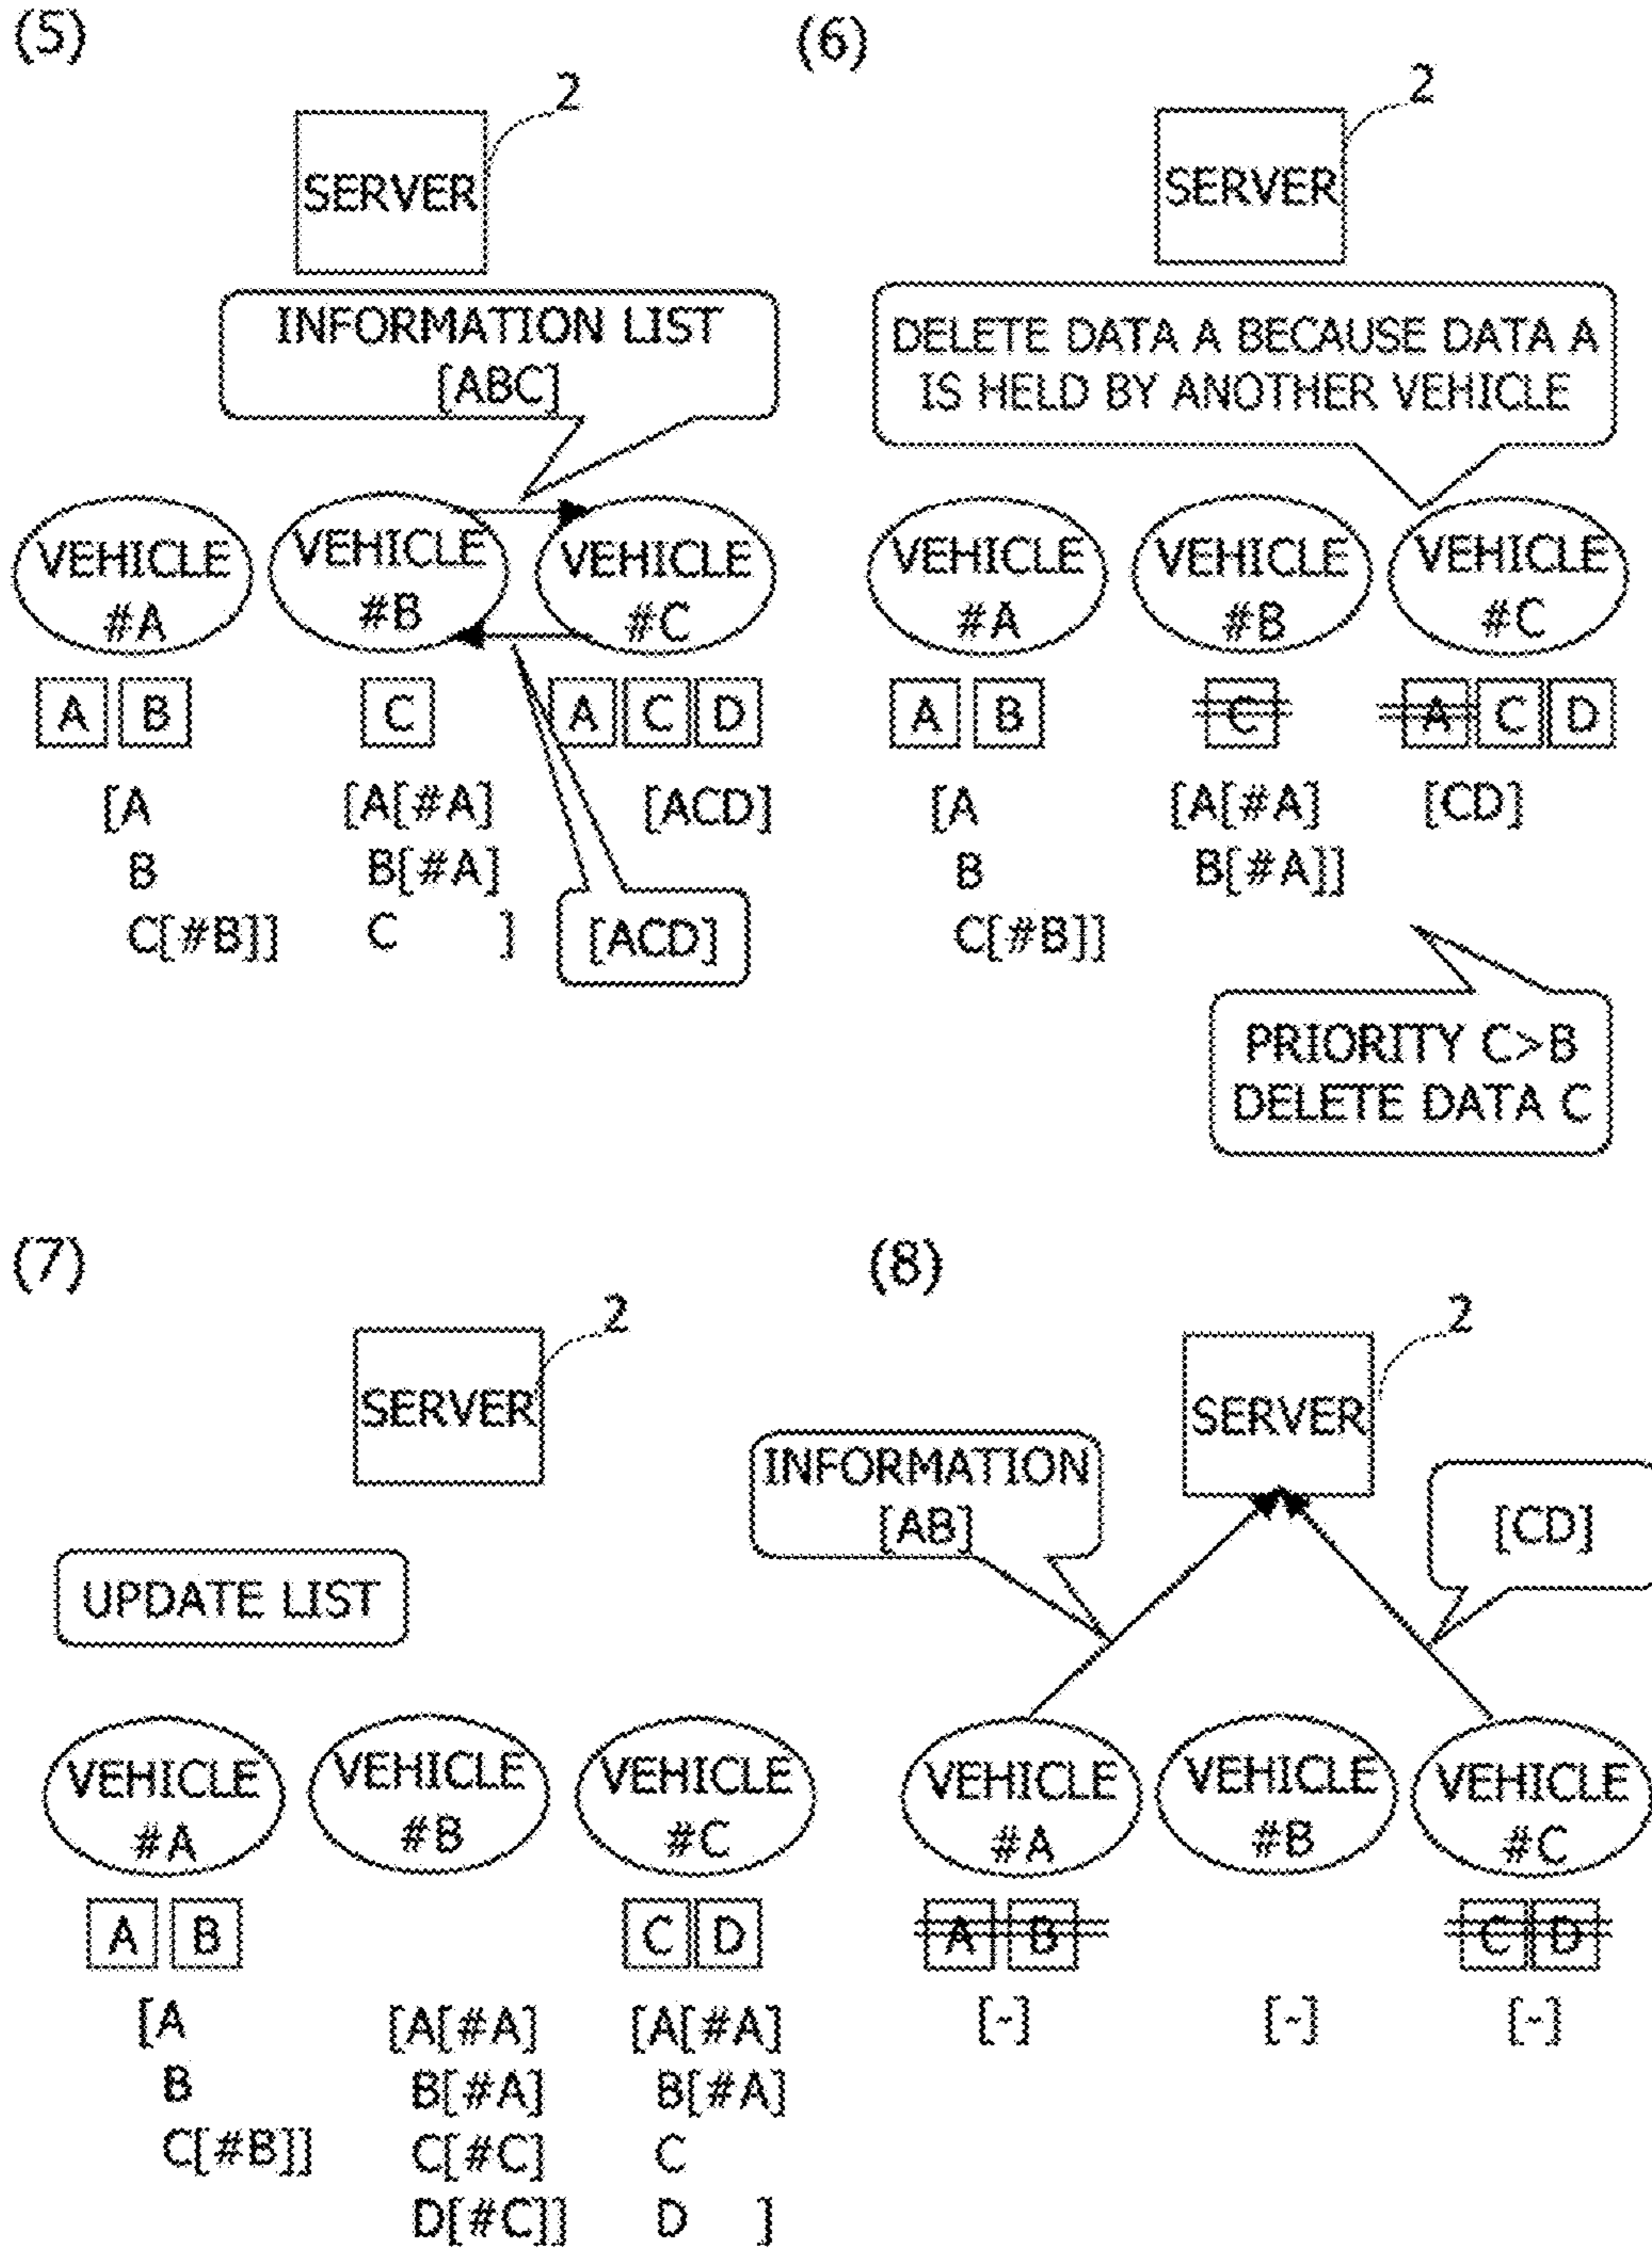 (5)
2
SERVER
INFORMATION LIST
[ABC]
VEHICLE #A
VEHICLE #B
VEHICLE #C
A B
C
A C D
[A
B
C[#B]]
[A[#A]
B[#A]
C ]
[ACD]
[ACD]
(6)
2
SERVER
DELETE DATA A BECAUSE DATA A
IS HELD BY ANOTHER VEHICLE
VEHICLE #A
VEHICLE #B
VEHICLE #C
A B
C
A C D
[A
B
C[#B]]
[A[#A]
B[#A]]
[CD]
PRIORITY C>B
DELETE DATA C
(7)
2
SERVER
UPDATE LIST
VEHICLE #A
VEHICLE #B
VEHICLE #C
A B
C D
[A
B
C[#B]]
[A[#A]
B[#A]
C[#C]
D[#C]]
[A[#A]
B[#A]
C
D ]
(8)
2
SERVER
INFORMATION
[AB]
[CD]
VEHICLE #A
VEHICLE #B
VEHICLE #C
A B
C D
[-]
[-]
[-]